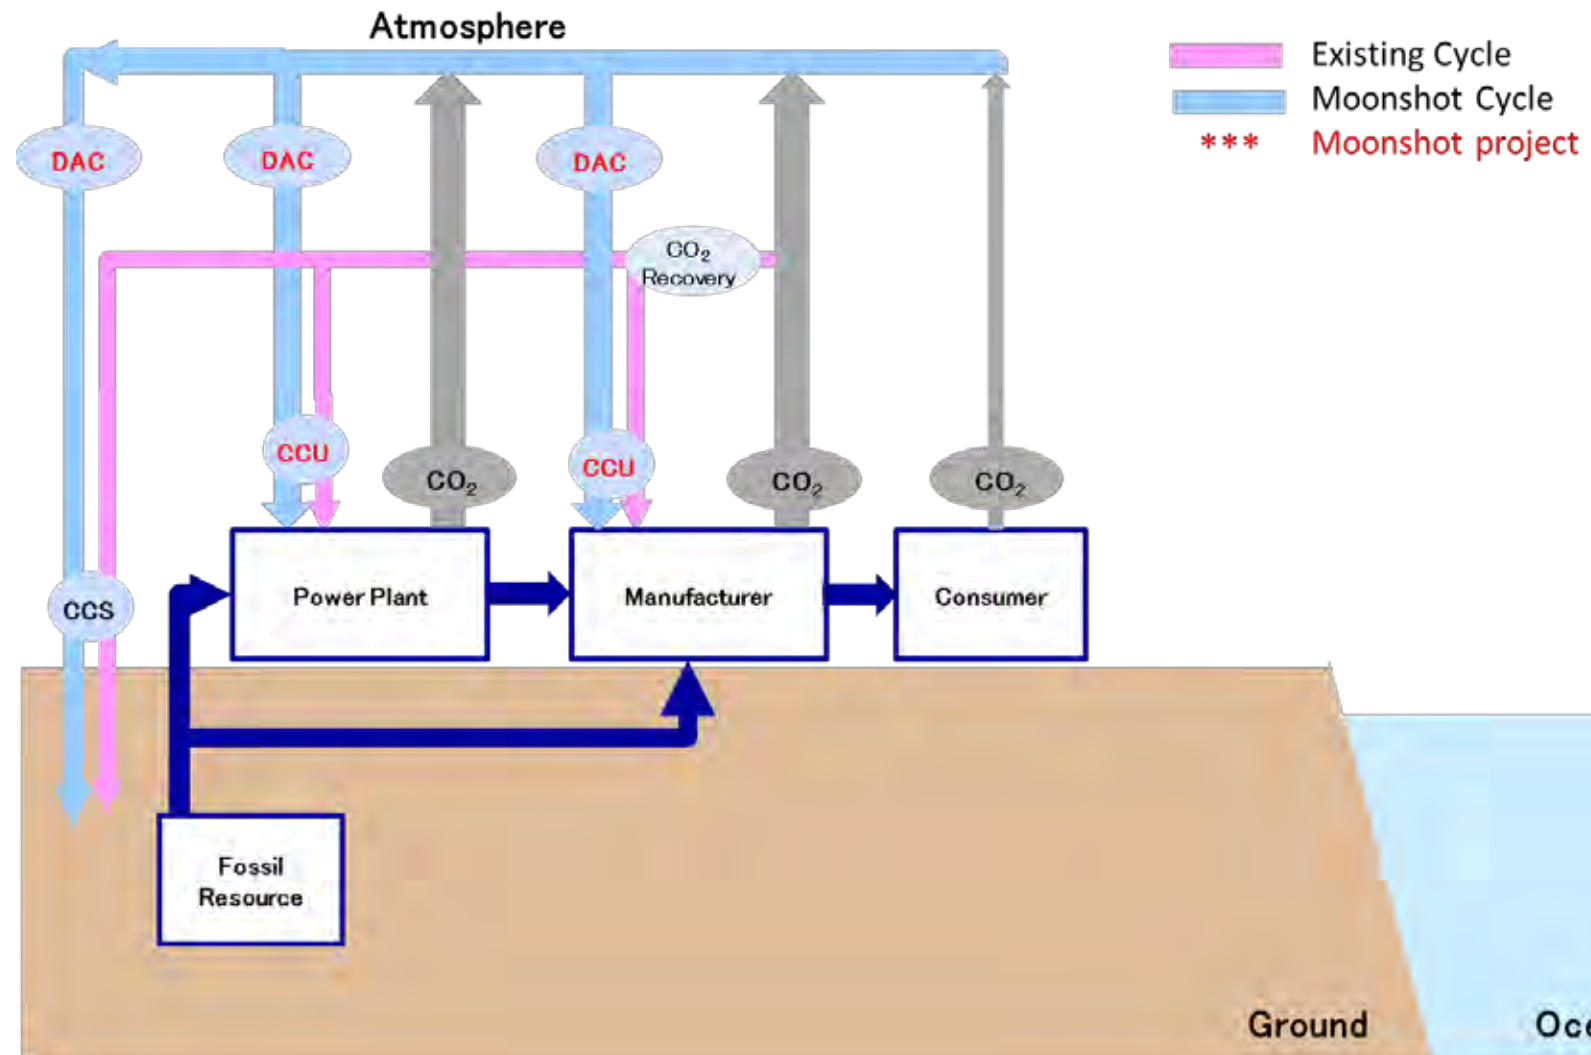 Atmosphere
Existing Cycle
Moonshot Cycle
*** Moonshot project
DAC
DAC
DAC
CO₂
Recovery
CCU
CCU
CO₂
CO₂
CO₂
CCS
Power Plant
Manufacturer
Consumer
Fossil
Resource
Ground